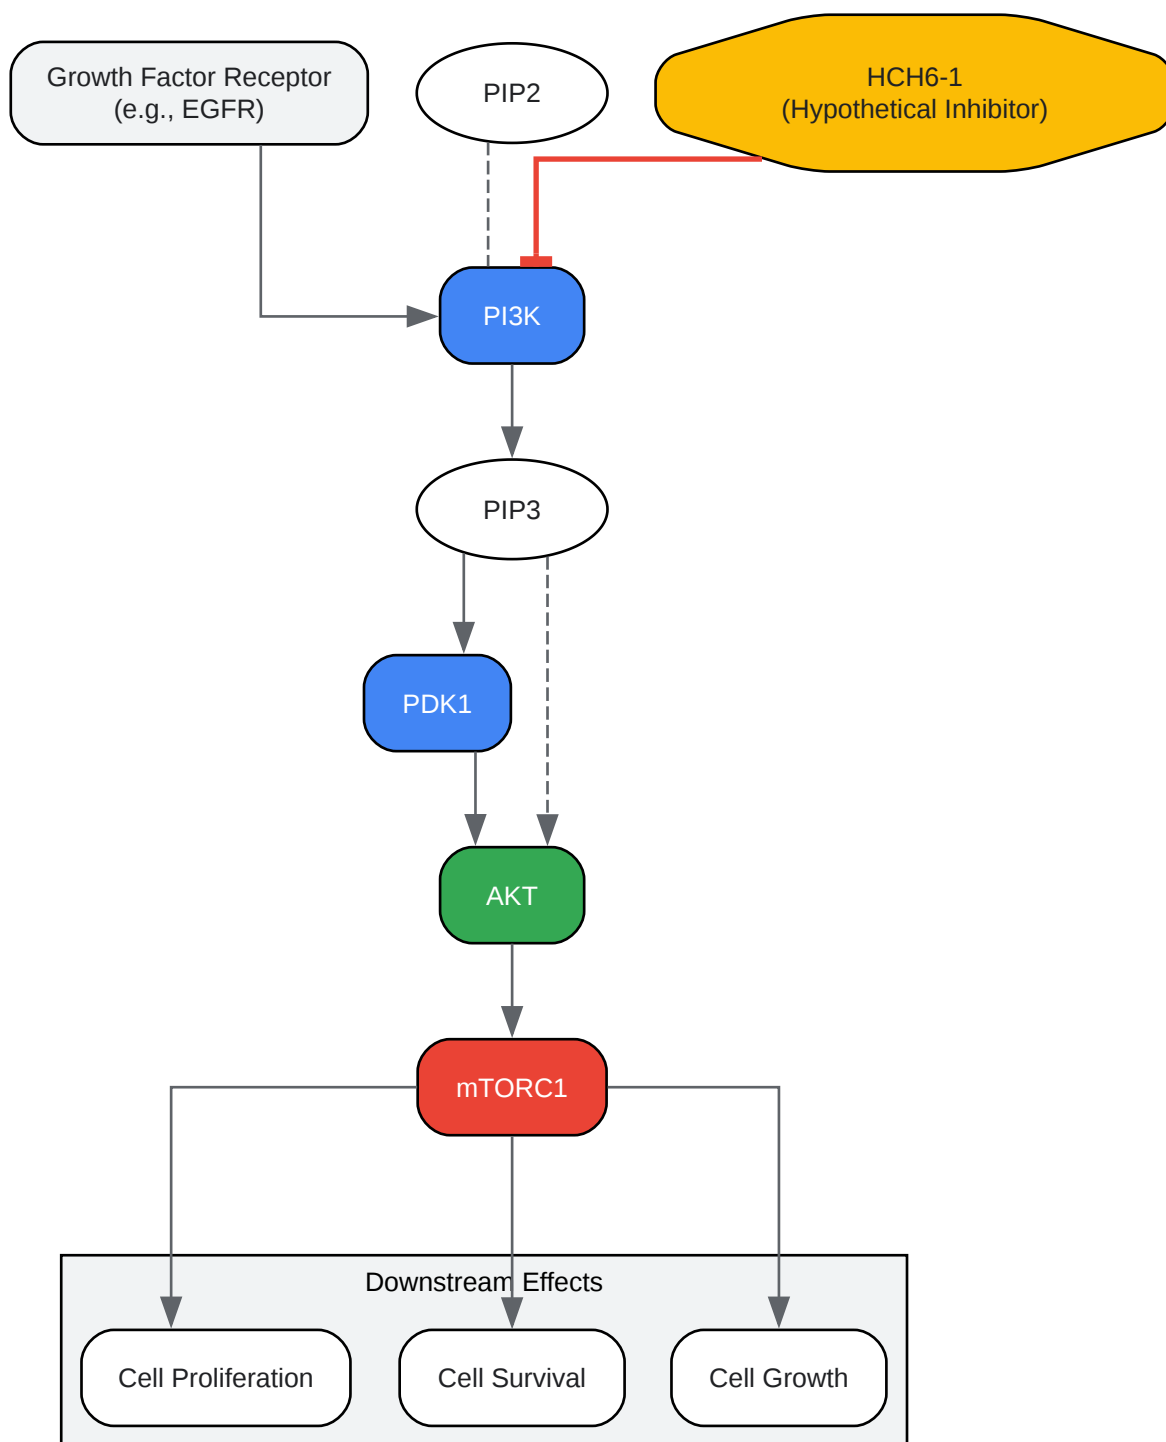 Growth Factor Receptor
(e.g., EGFR)
PIP2
HCH6-1
(Hypothetical Inhibitor)
PI3K
PIP3
PDK1
AKT
mTORC1
Downstream Effects
Cell Proliferation
Cell Survival
Cell Growth